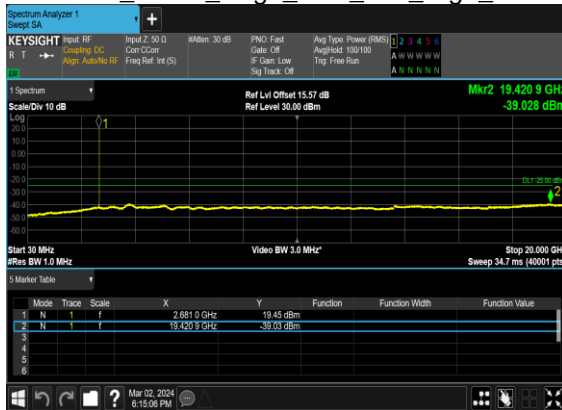 Spectrum Analyzer 1
Swept SA
+
KEYSIGHT Input: RF Input Z: 50 Ω #Atten: 30 dB PNO: Fast Avg Type: Power (RMS) 1 2 3 4 5 6
R T Coupling: DC Corr CCorr Gate: Off Avg|Hold: 100/100 A W W W W W
Align: Auto/No RF Freq Ref: Int (S) IF Gain: Low Trig: Free Run
LXI Sig Track: Off A N N N N N
1 Spectrum Ref Lvl Offset 15.57 dB Mkr2 19.420 9 GHz
Scale/Div 10 dB Ref Level 30.00 dBm -39.028 dBm
Log
20.0 1
10.0
0.00
-10.0
-20.0 DL1 -25.00 dBm
-30.0 2
-40.0
-50.0
-60.0
Start 30 MHz Video BW 3.0 MHz* Stop 20.000 GHz
#Res BW 1.0 MHz Sweep 34.7 ms (40001 pts)
5 Marker Table
Mode Trace Scale X Y Function Function Width Function Value
1 N 1 f 2.681 0 GHz 19.45 dBm
2 N 1 f 19.420 9 GHz -39.03 dBm
3
4
5
6
? Mar 02, 2024
6:15:06 PM